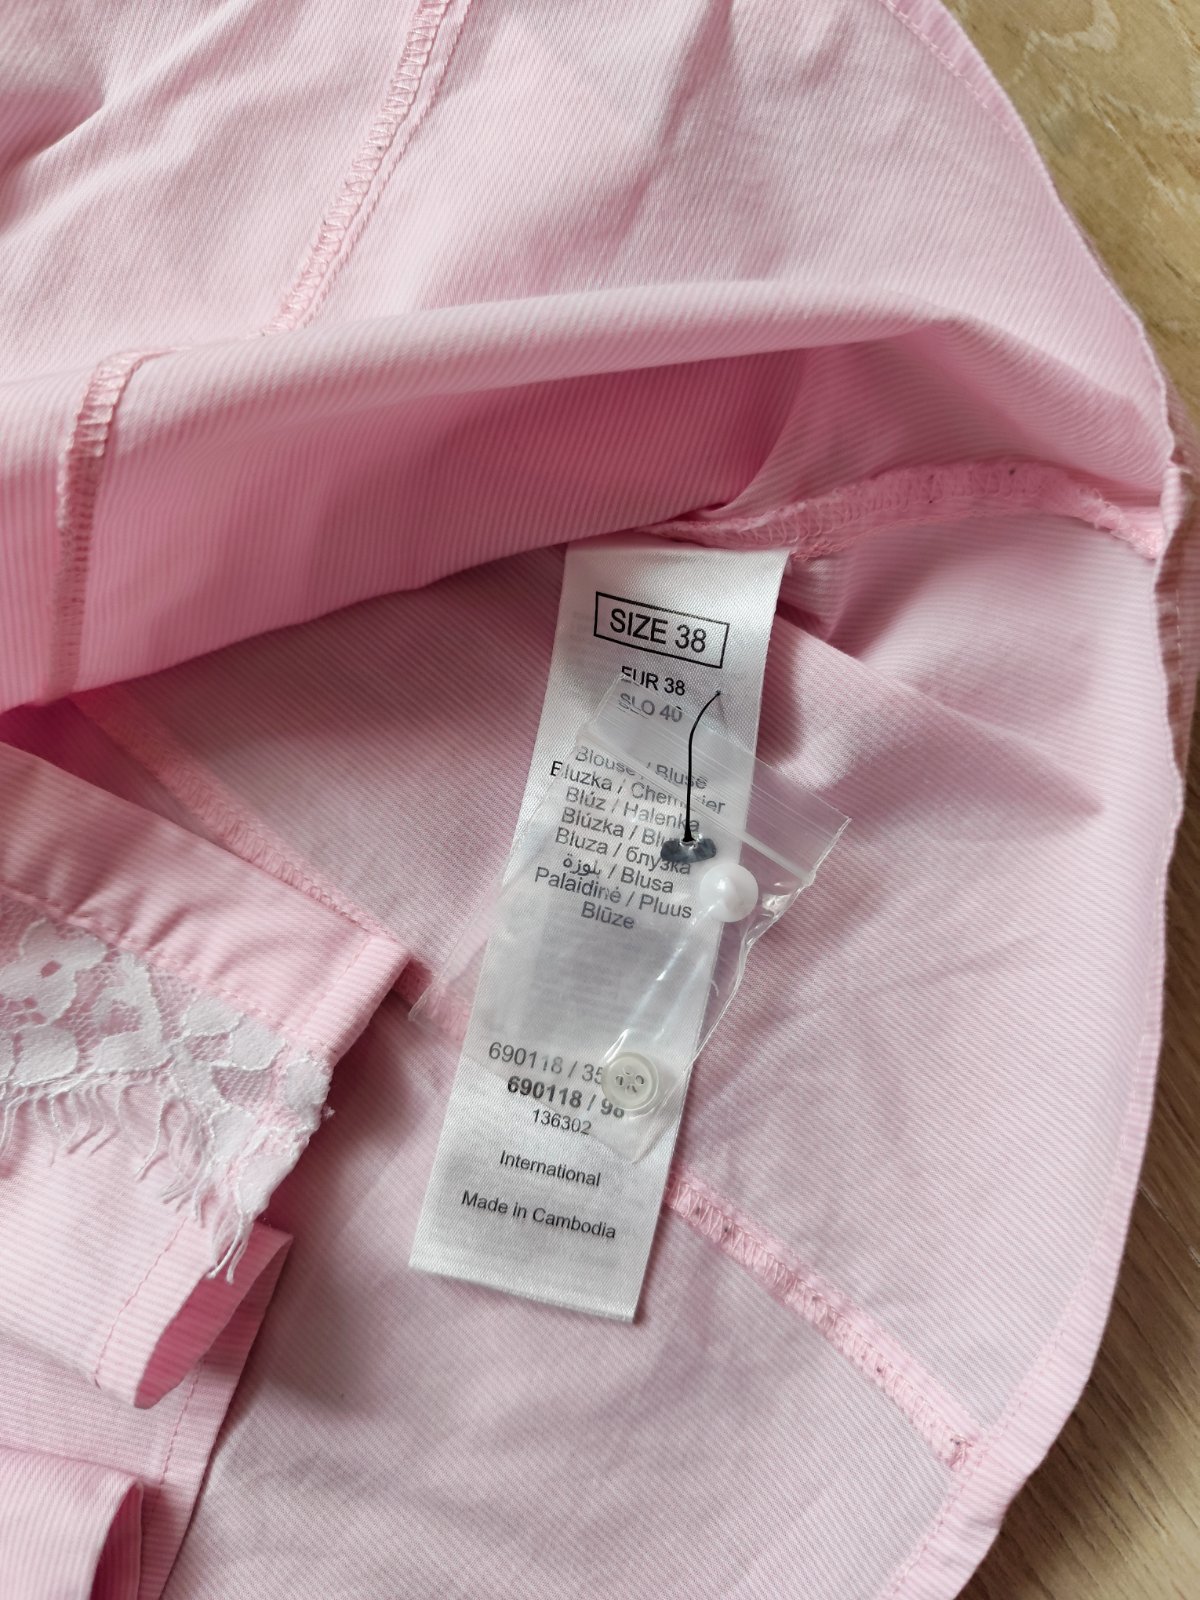 SIZE 38
EUR 38
SLO 40
Blouse / Bluse
Bluzka / Chemisier
Blúz / Halenka
Blúzka /
Bluza / блузка
بلوزة / Blusa
Palaidinė / Pluus
Blūze
690118 / 35
690118 / 98
136302
International
Made in Cambodia